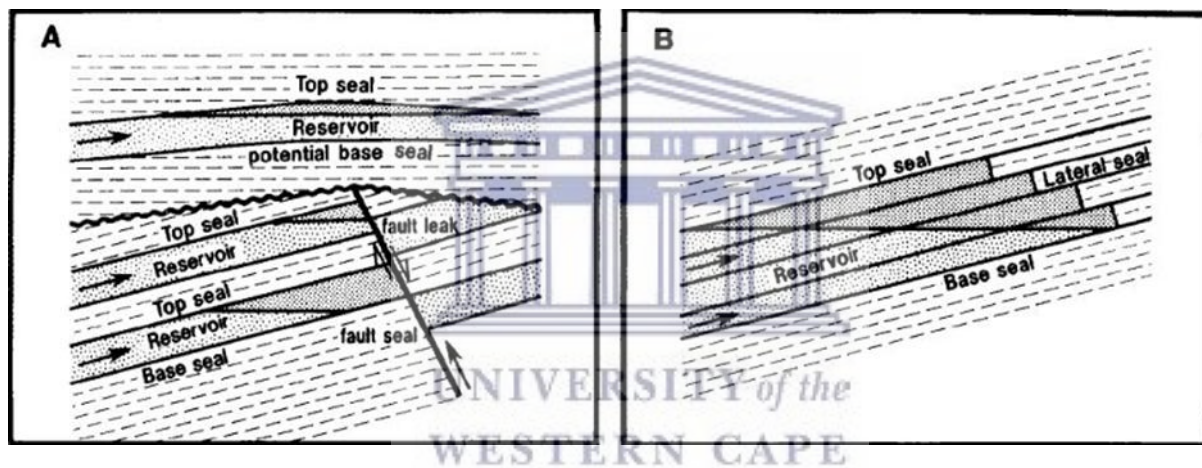 A
Top seal
Reservoir
potential base seal
Top seal
fault leak
Reservoir
Top seal
Reservoir
fault seal
Base seal
B
Top seal
Lateral seal
Reservoir
Base seal
UNIVERSITY of the
WESTERN CAPE